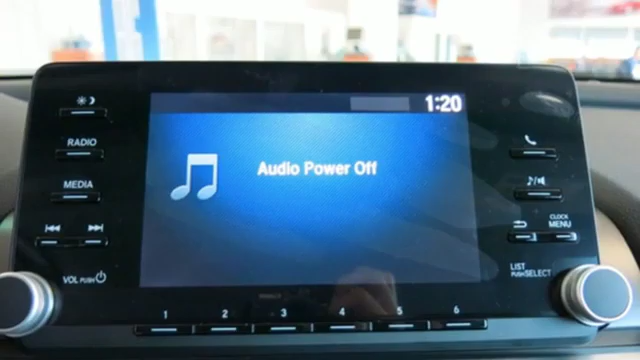 1:20
Audio Power Off
RADIO
MEDIA
VOL PUSH
CLOCK
MENU
LIST
PUSH SELECT
1 2 3 4 5 6